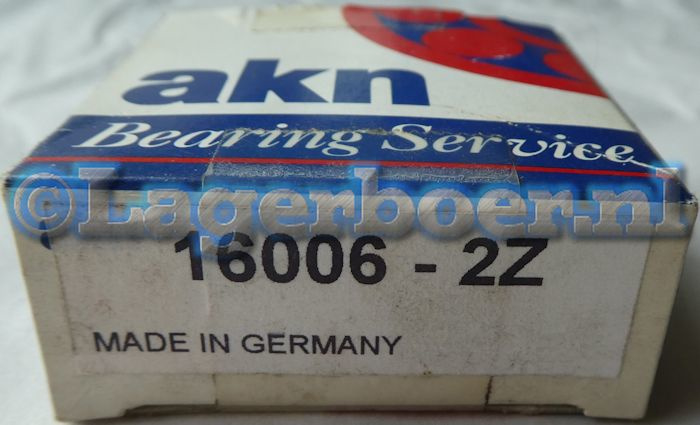 akn
Bearing Service
©Lagerboer.nl
16006 - 2Z
MADE IN GERMANY